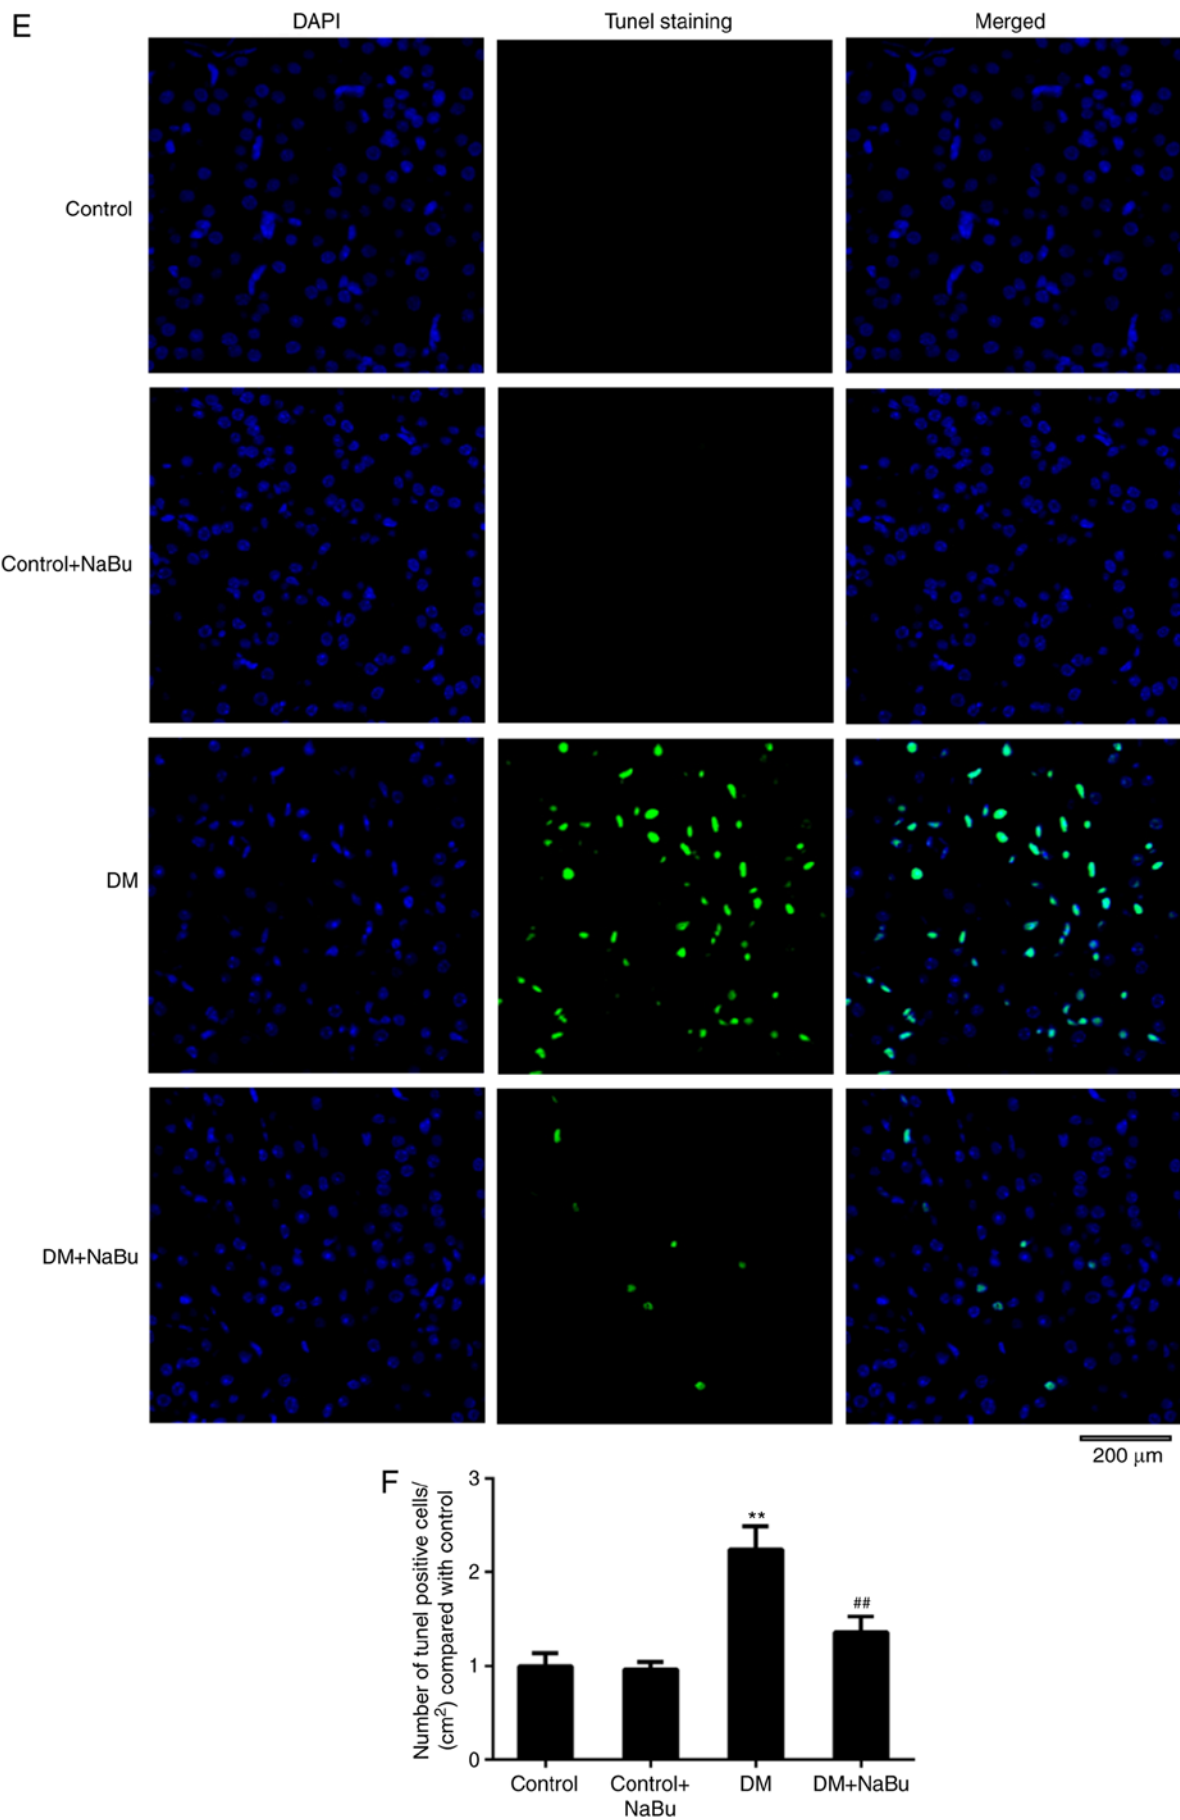 E
DAPI
Tunel staining
Merged
Control
Control+NaBu
DM
DM+NaBu
200 μm
F
Number of tunel positive cells/
(cm²) compared with control
3
2
1
0
**
##
Control
Control+
NaBu
DM
DM+NaBu